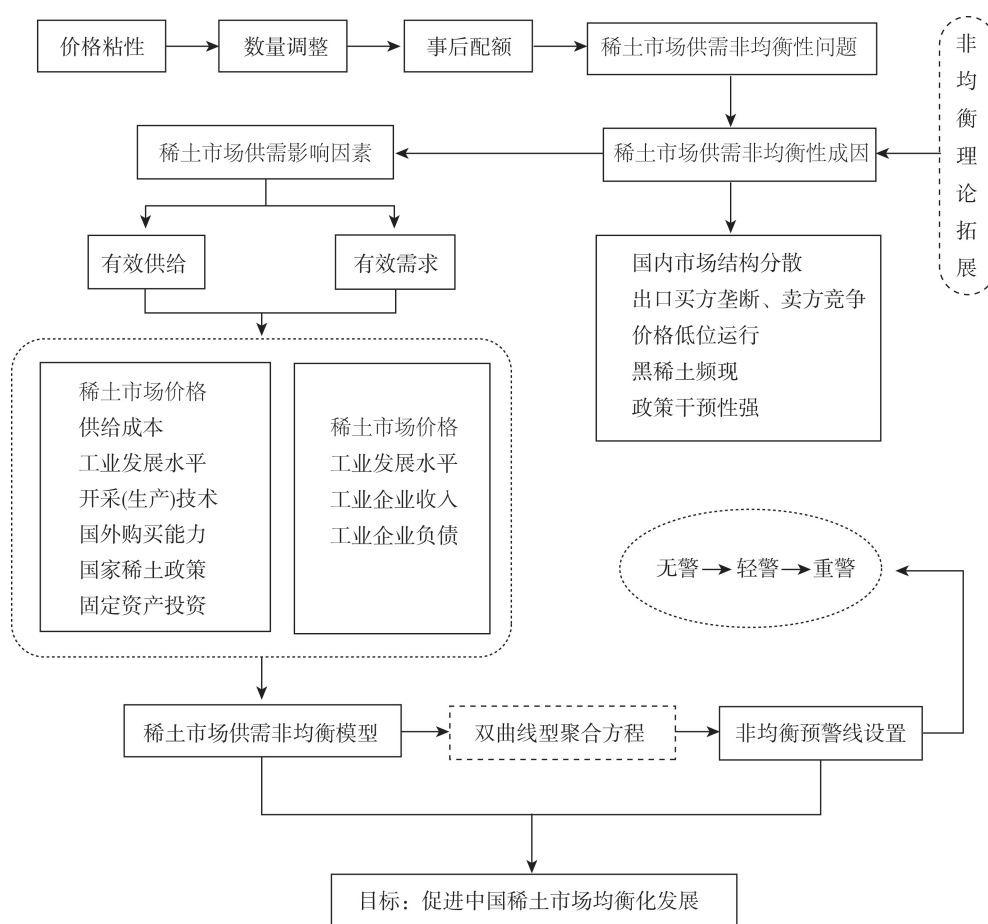 价格粘性
数量调整
事后配额
稀土市场供需非均衡性问题
非均衡理论拓展
稀土市场供需影响因素
稀土市场供需非均衡性成因
有效供给
有效需求
国内市场结构分散
出口买方垄断、卖方竞争
价格低位运行
黑稀土频现
政策干预性强
稀土市场价格
供给成本
工业发展水平
开采(生产)技术
国外购买能力
国家稀土政策
固定资产投资
稀土市场价格
工业发展水平
工业企业收入
工业企业负债
无警
轻警
重警
稀土市场供需非均衡模型
双曲线型聚合方程
非均衡预警线设置
目标：促进中国稀土市场均衡化发展